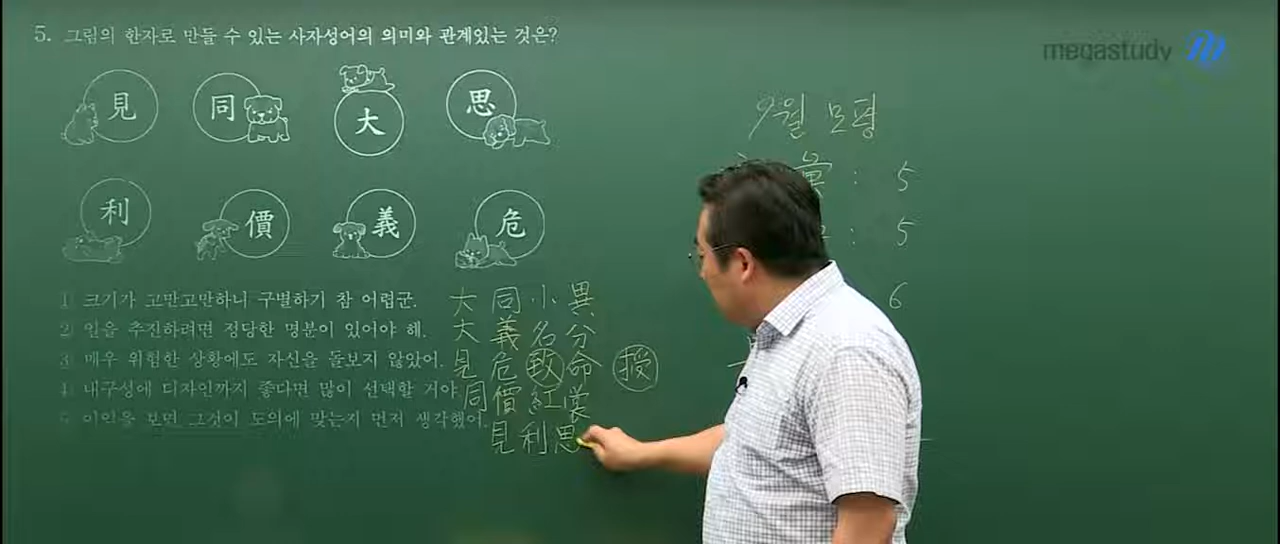 5. 그림의 한자로 만들 수 있는 사자성어의 의미와 관계있는 것은?
megastudy
見 同 大 思
9월 모평
: 5
利 價 義 危
: 5
1) 크기가 고만고만하니 구별하기 참 어렵군. 大同小異
6
2) 일을 추진하려면 정당한 명분이 있어야 해. 大義名分
3) 매우 위험한 상황에도 자신을 돌보지 않았어. 見危致命 授
4) 내구성에 디자인까지 좋다면 많이 선택할 거야 同價紅裳
5) 이익을 보면 그것이 도의에 맞는지 먼저 생각했어. 見利思